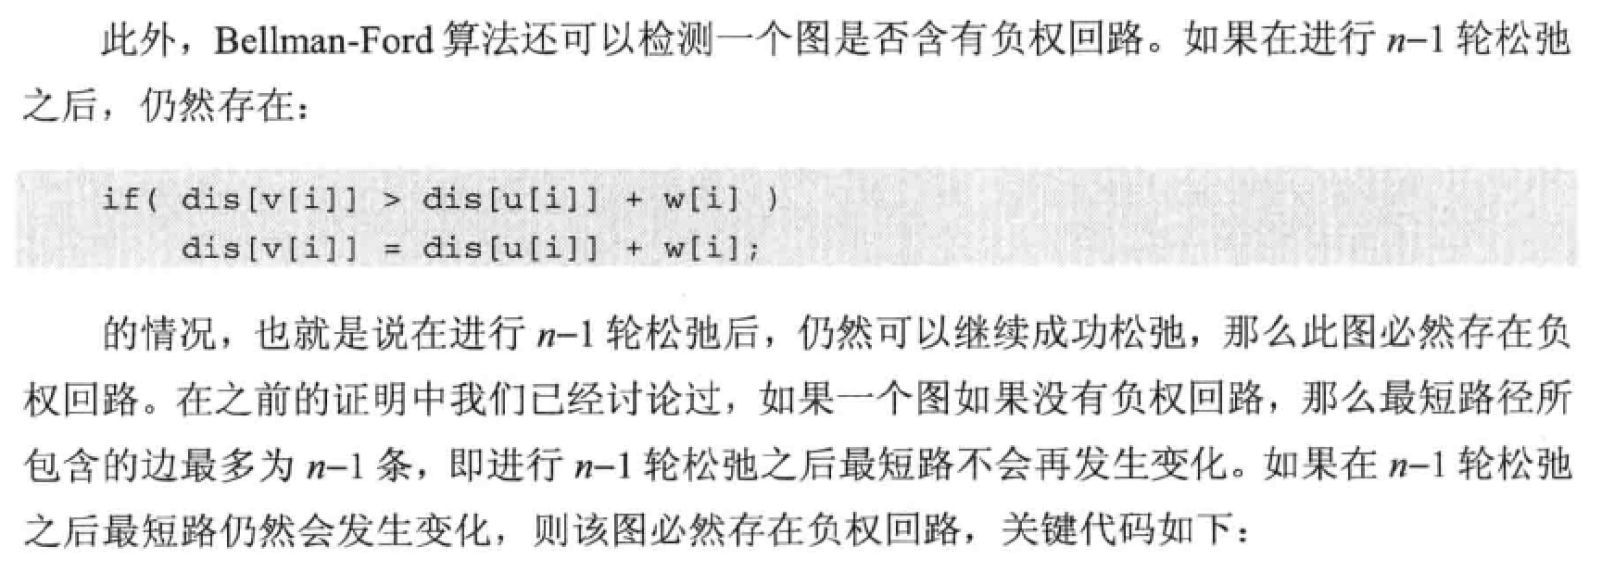 此外，Bellman-Ford 算法还可以检测一个图是否含有负权回路。如果在进行 n−1 轮松弛
之后，仍然存在：
if( dis[v[i]] > dis[u[i]] + w[i] )
dis[v[i]] = dis[u[i]] + w[i];
的情况，也就是说在进行 n−1 轮松弛后，仍然可以继续成功松弛，那么此图必然存在负
权回路。在之前的证明中我们已经讨论过，如果一个图如果没有负权回路，那么最短路径所
包含的边最多为 n−1 条，即进行 n−1 轮松弛之后最短路不会再发生变化。如果在 n−1 轮松弛
之后最短路仍然会发生变化，则该图必然存在负权回路，关键代码如下：